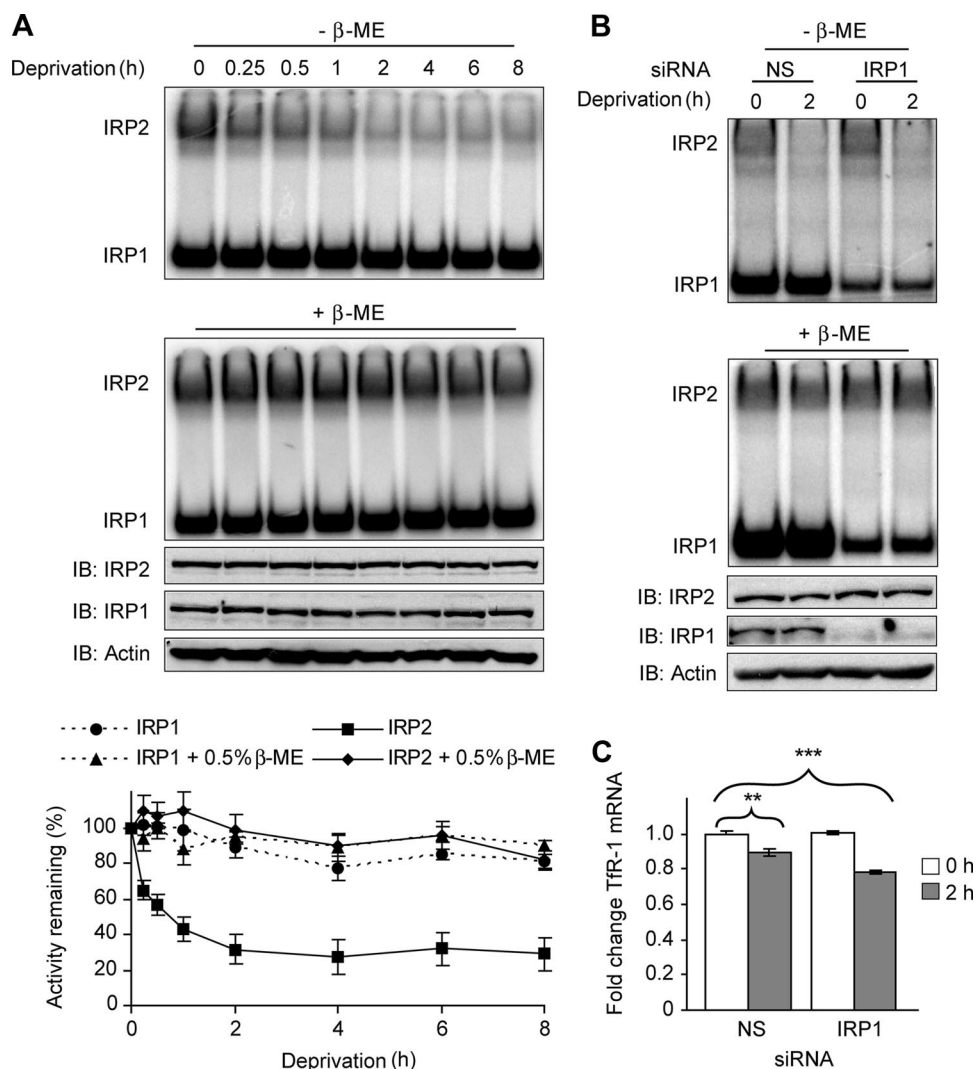 A
- β-ME
Deprivation (h) 0 0.25 0.5 1 2 4 6 8
IRP2
IRP1
+ β-ME
IRP2
IRP1
IB: IRP2
IB: IRP1
IB: Actin
IRP1
IRP2
IRP1 + 0.5% β-ME
IRP2 + 0.5% β-ME
Activity remaining (%)
100
80
60
40
20
0
0 2 4 6 8
Deprivation (h)
B
- β-ME
siRNA NS IRP1
Deprivation (h) 0 2 0 2
IRP2
IRP1
+ β-ME
IRP2
IRP1
IB: IRP2
IB: IRP1
IB: Actin
C
***
**
Fold change TfR-1 mRNA
1.0
0.8
0.6
0.4
0.2
0
0 h
2 h
NS IRP1
siRNA